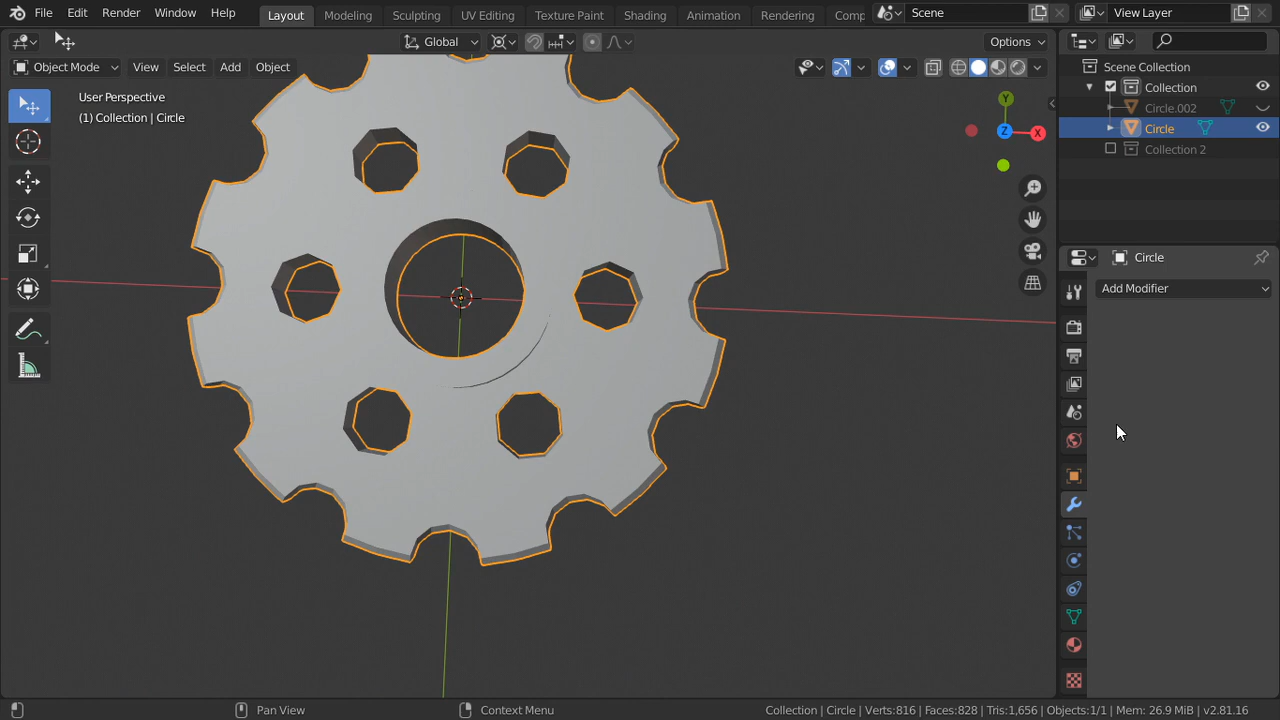 File Edit Render Window Help Layout Modeling Sculpting UV Editing Texture Paint Shading Animation Rendering Comp Scene View Layer
Global Options
Object Mode View Select Add Object
User Perspective
(1) Collection | Circle
Y
Z
X
Scene Collection
Collection
Circle.002
Circle
Collection 2
Circle
Add Modifier
Pan View Context Menu Collection | Circle | Verts:816 | Faces:828 | Tris:1,656 | Objects:1/1 | Mem: 26.9 MiB | v2.81.16